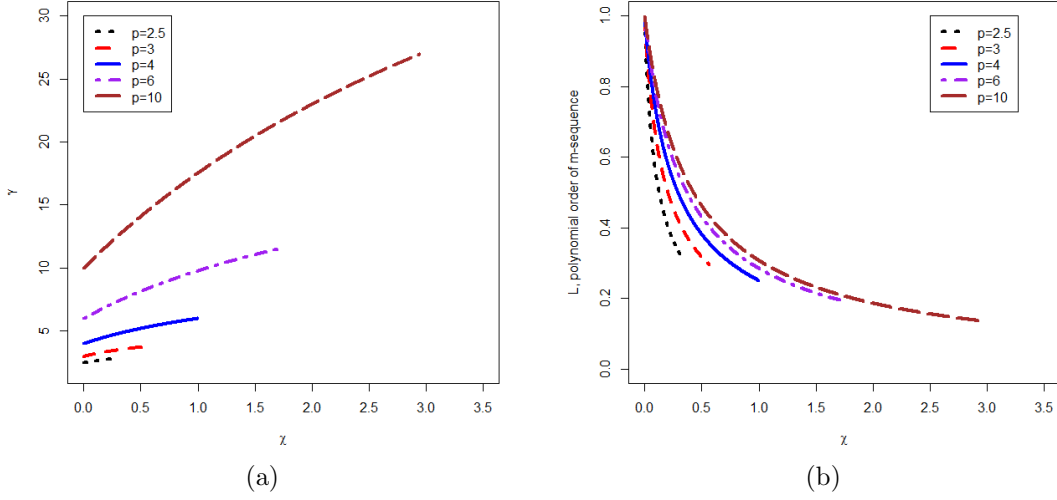 30
25
20
15
10
5
γ
p=2.5
p=3
p=4
p=6
p=10
0.0 0.5 1.0 1.5 2.0 2.5 3.0 3.5
χ
(a)
1.0
0.8
0.6
0.4
0.2
0.0
L, polynomial order of m-sequence
p=2.5
p=3
p=4
p=6
p=10
0.0 0.5 1.0 1.5 2.0 2.5 3.0 3.5
χ
(b)